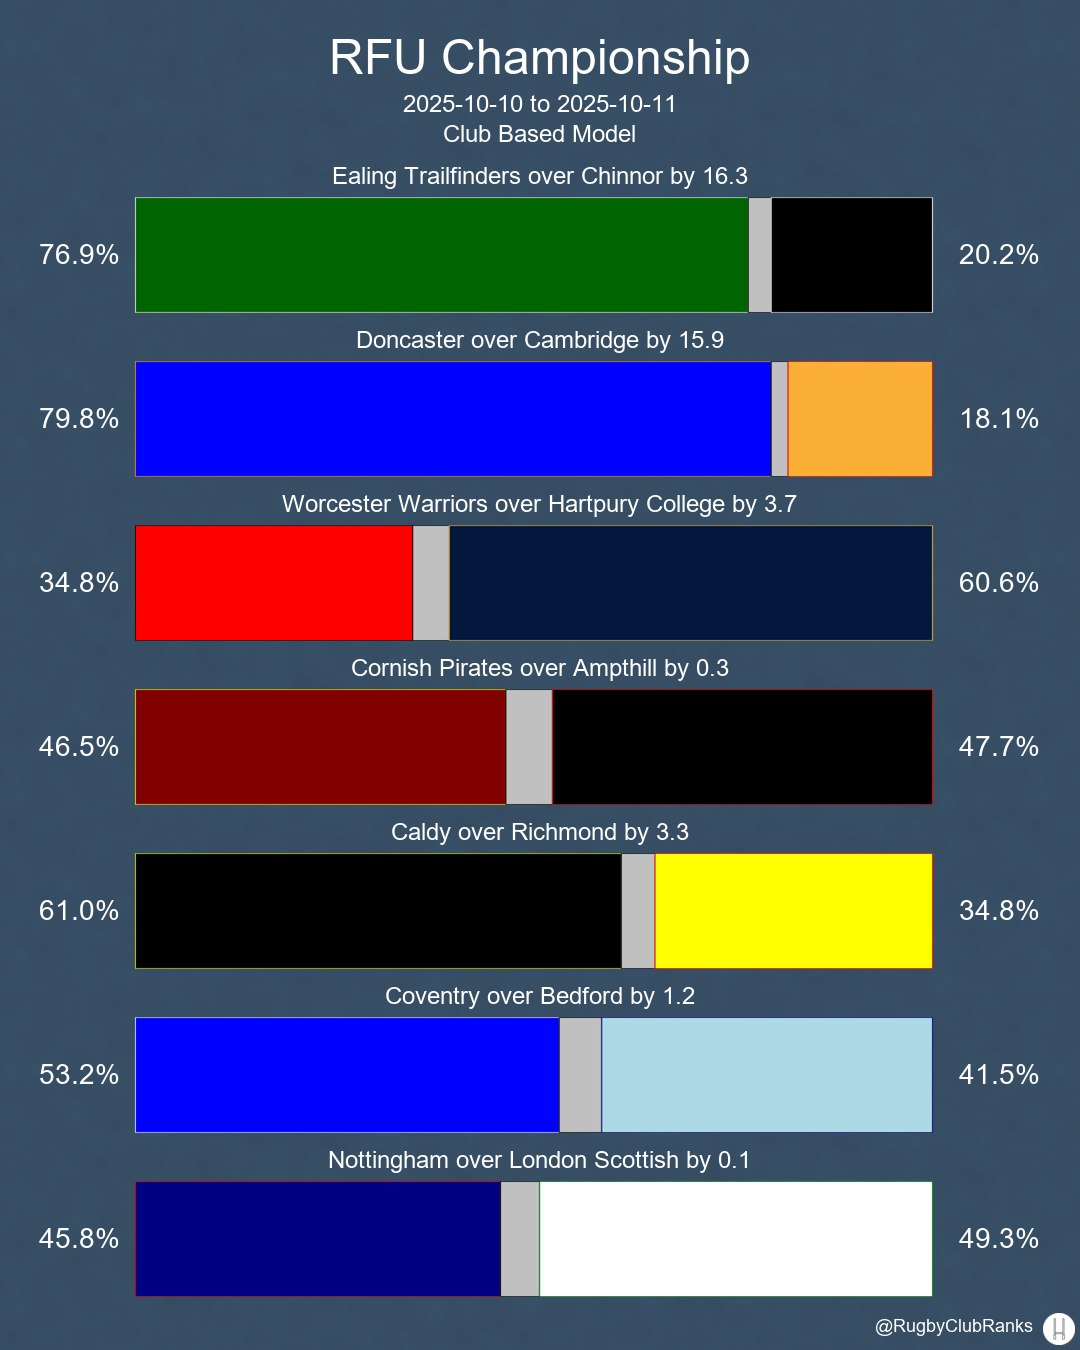 RFU Championship
2025-10-10 to 2025-10-11
Club Based Model
Ealing Trailfinders over Chinnor by 16.3
76.9%
20.2%
Doncaster over Cambridge by 15.9
79.8%
18.1%
Worcester Warriors over Hartpury College by 3.7
34.8%
60.6%
Cornish Pirates over Ampthill by 0.3
46.5%
47.7%
Caldy over Richmond by 3.3
61.0%
34.8%
Coventry over Bedford by 1.2
53.2%
41.5%
Nottingham over London Scottish by 0.1
45.8%
49.3%
@RugbyClubRanks